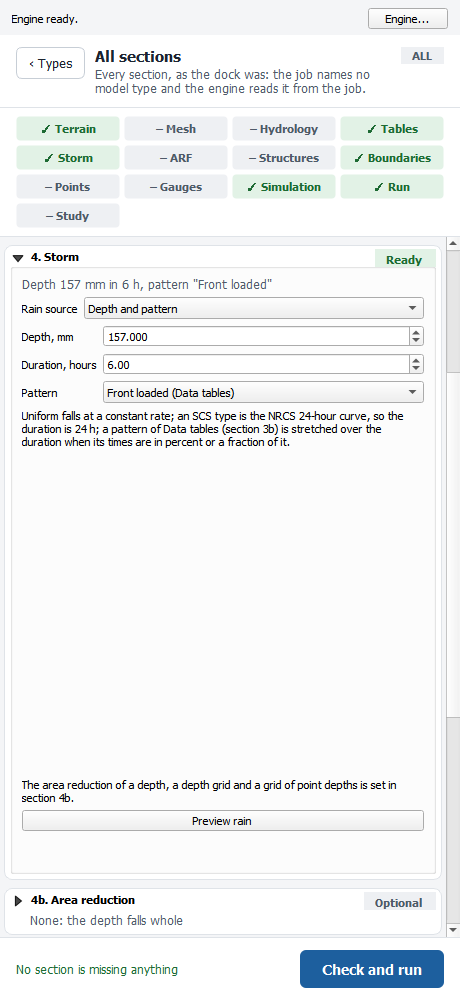 Engine ready.
Engine...
‹ Types
All sections
ALL
Every section, as the dock was: the job names no
model type and the engine reads it from the job.
✓ Terrain
– Mesh
– Hydrology
✓ Tables
✓ Storm
– ARF
– Structures
✓ Boundaries
– Points
– Gauges
✓ Simulation
✓ Run
– Study
4. Storm
Ready
Depth 157 mm in 6 h, pattern "Front loaded"
Rain source
Depth and pattern
Depth, mm
157.000
Duration, hours
6.00
Pattern
Front loaded (Data tables)
Uniform falls at a constant rate; an SCS type is the NRCS 24-hour curve, so the
duration is 24 h; a pattern of Data tables (section 3b) is stretched over the
duration when its times are in percent or a fraction of it.
The area reduction of a depth, a depth grid and a grid of point depths is set in
section 4b.
Preview rain
4b. Area reduction
Optional
None: the depth falls whole
No section is missing anything
Check and run